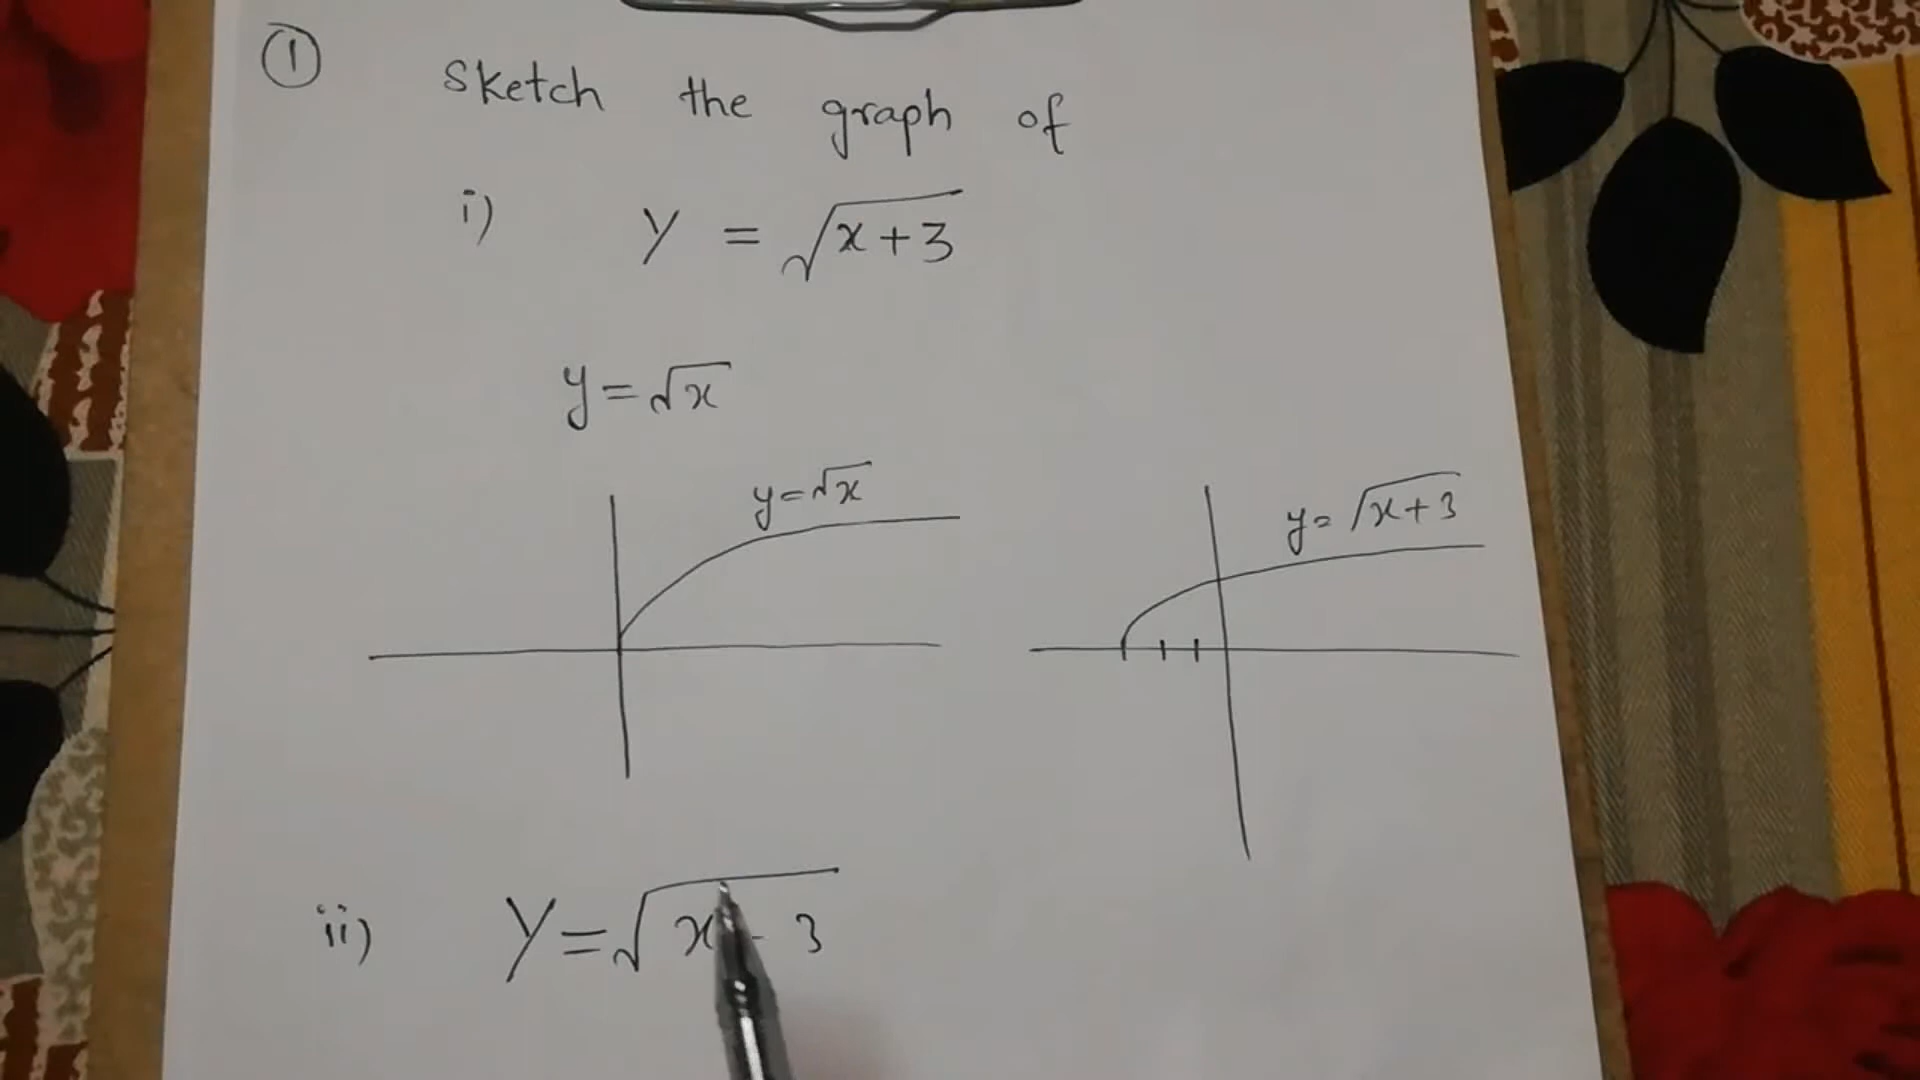 ①
Sketch the graph of
i) y = √x+3
y=√x
y=√x
y= √x+3
ii) Y=√x - 3